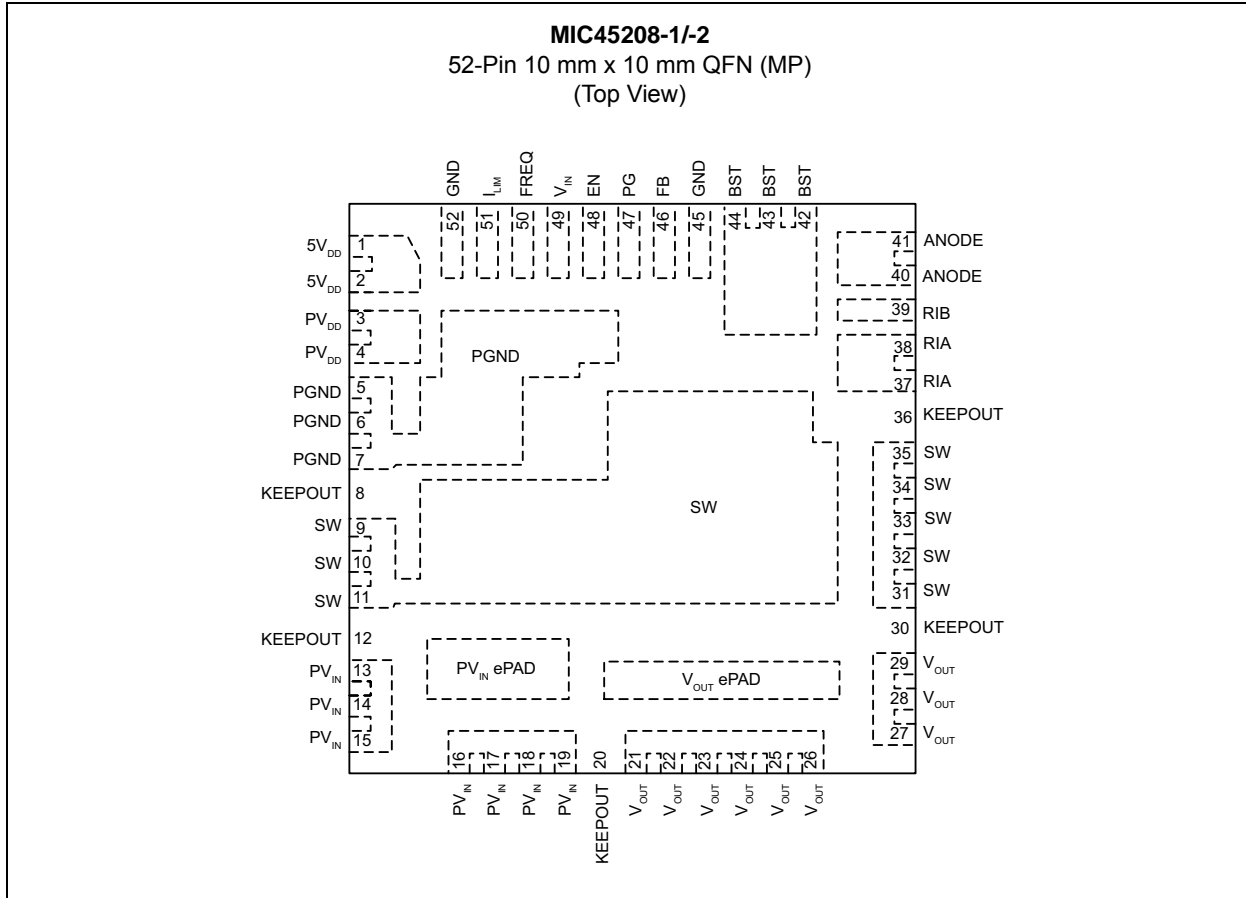 MIC45208-1/-2
52-Pin 10 mm x 10 mm QFN (MP)
(Top View)
GND I_LIM FREQ V_IN EN PG FB GND BST BST BST
52 51 50 49 48 47 46 45 44 43 42
5V_DD 1
5V_DD 2
PV_DD 3
PV_DD 4
PGND 5
PGND 6
PGND 7
KEEPOUT 8
SW 9
SW 10
SW 11
KEEPOUT 12
PV_IN 13
PV_IN 14
PV_IN 15
PGND
SW
PV_IN ePAD
V_OUT ePAD
41 ANODE
40 ANODE
39 RIB
38 RIA
37 RIA
36 KEEPOUT
35 SW
34 SW
33 SW
32 SW
31 SW
30 KEEPOUT
29 V_OUT
28 V_OUT
27 V_OUT
16 17 18 19 20 21 22 23 24 25 26
PV_IN PV_IN PV_IN PV_IN KEEPOUT V_OUT V_OUT V_OUT V_OUT V_OUT V_OUT